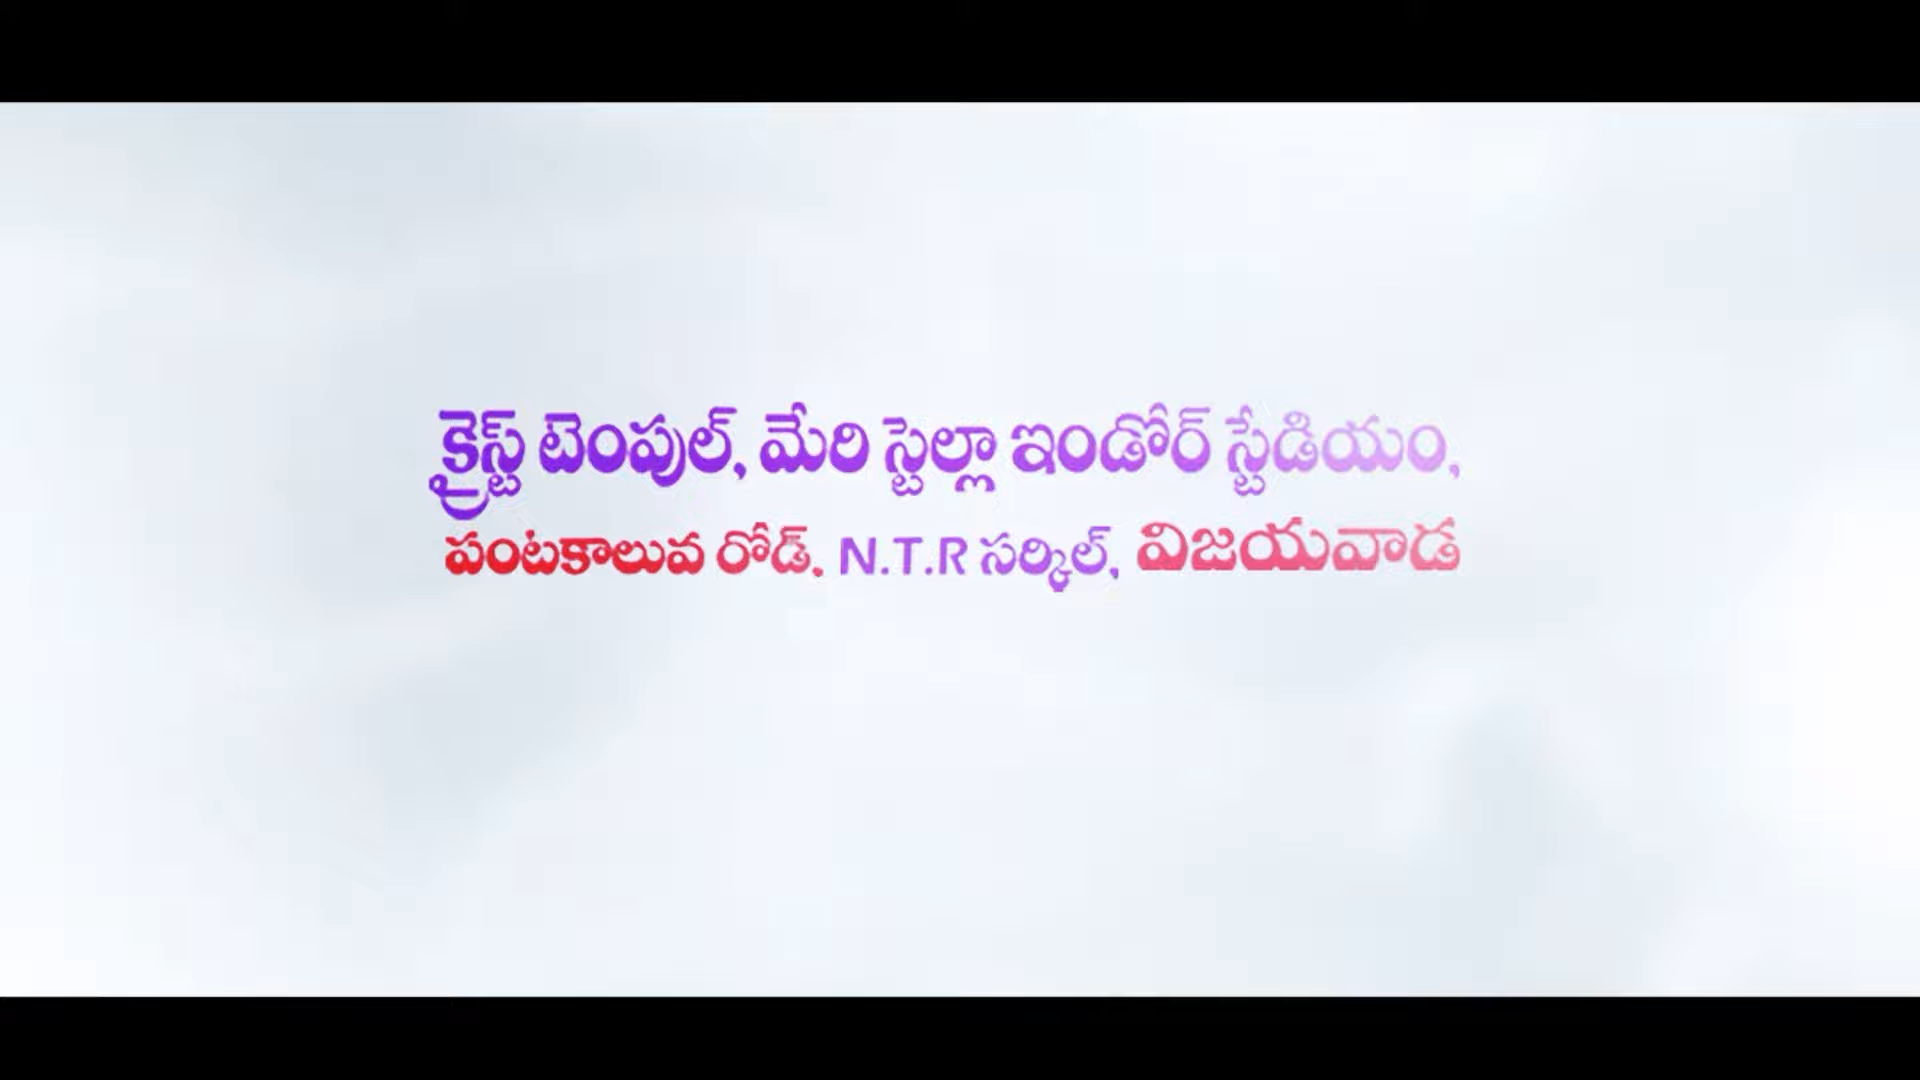 క్రైస్ట్ టెంపుల్, మేరి స్టెల్లా ఇండోర్ స్టేడియం,
పంటకాలువ రోడ్, N.T.R సర్కిల్, విజయవాడ